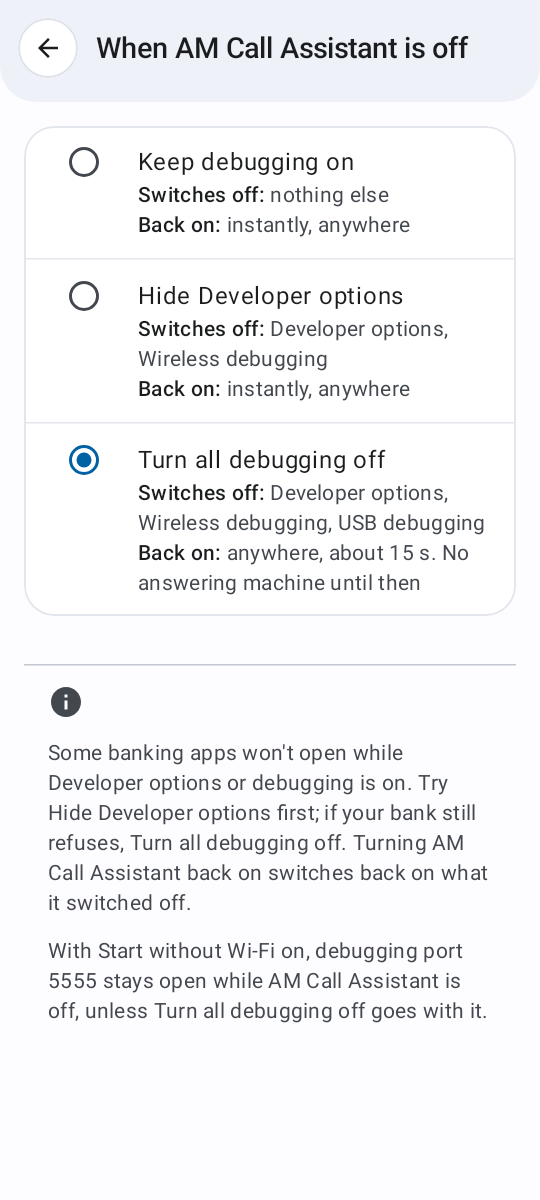 When AM Call Assistant is off
Keep debugging on
Switches off: nothing else
Back on: instantly, anywhere
Hide Developer options
Switches off: Developer options,
Wireless debugging
Back on: instantly, anywhere
Turn all debugging off
Switches off: Developer options,
Wireless debugging, USB debugging
Back on: anywhere, about 15 s. No
answering machine until then
Some banking apps won't open while
Developer options or debugging is on. Try
Hide Developer options first; if your bank still
refuses, Turn all debugging off. Turning AM
Call Assistant back on switches back on what
it switched off.
With Start without Wi-Fi on, debugging port
5555 stays open while AM Call Assistant is
off, unless Turn all debugging off goes with it.